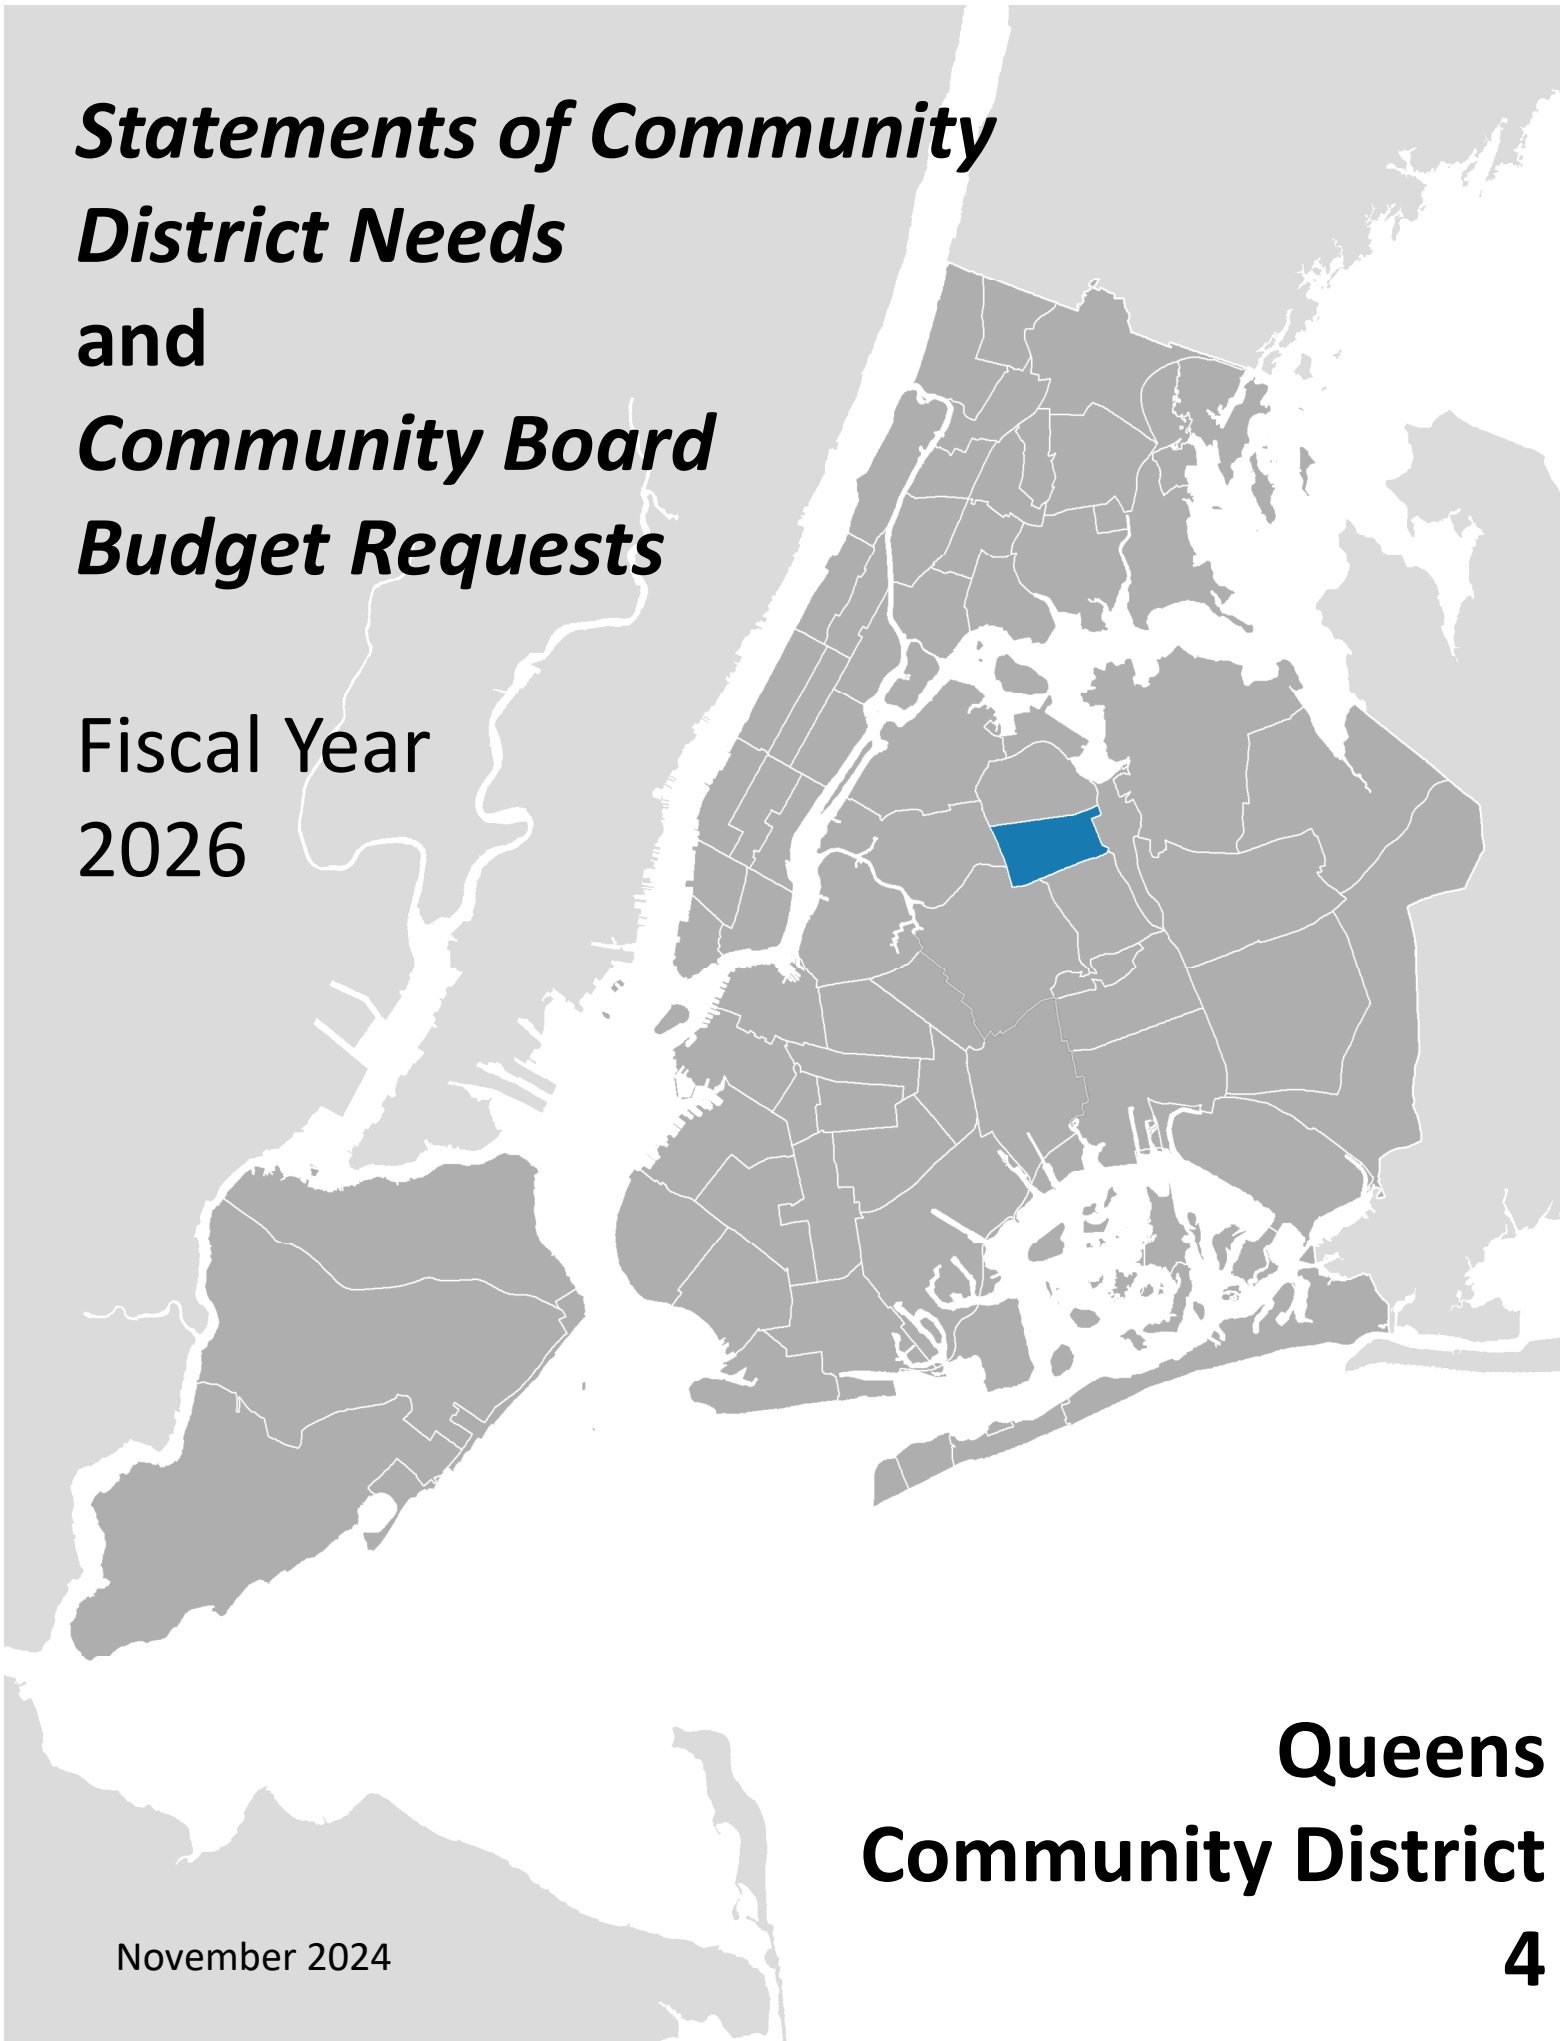 Statements of Community
District Needs
and
Community Board
Budget Requests
Fiscal Year
2026
Queens
Community District
4
November 2024